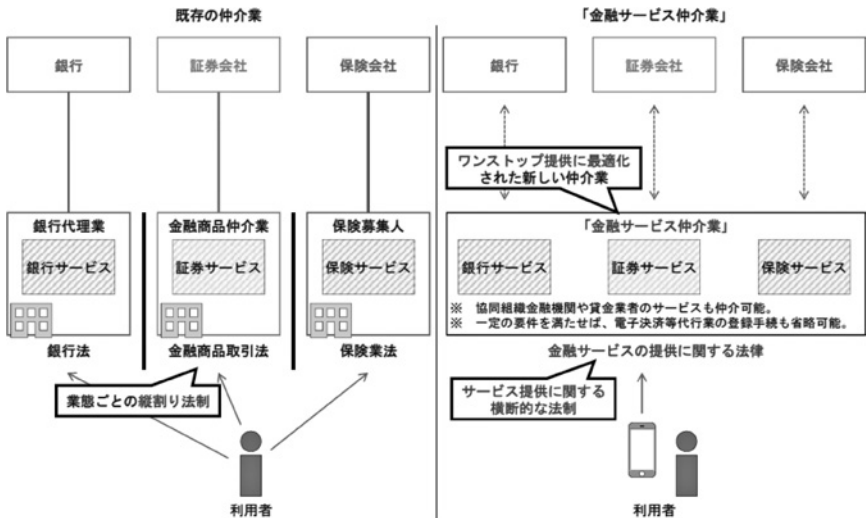 既存の仲介業
銀行
証券会社
保険会社
銀行代理業
金融商品仲介業
保険募集人
銀行サービス
証券サービス
保険サービス
銀行法
金融商品取引法
保険業法
業態ごとの縦割り法制
利用者
「金融サービス仲介業」
銀行
証券会社
保険会社
ワンストップ提供に最適化
された新しい仲介業
「金融サービス仲介業」
銀行サービス
証券サービス
保険サービス
※　協同組織金融機関や貸金業者のサービスも仲介可能。
※　一定の要件を満たせば、電子決済等代行業の登録手続も省略可能。
金融サービスの提供に関する法律
サービス提供に関する
横断的な法制
利用者